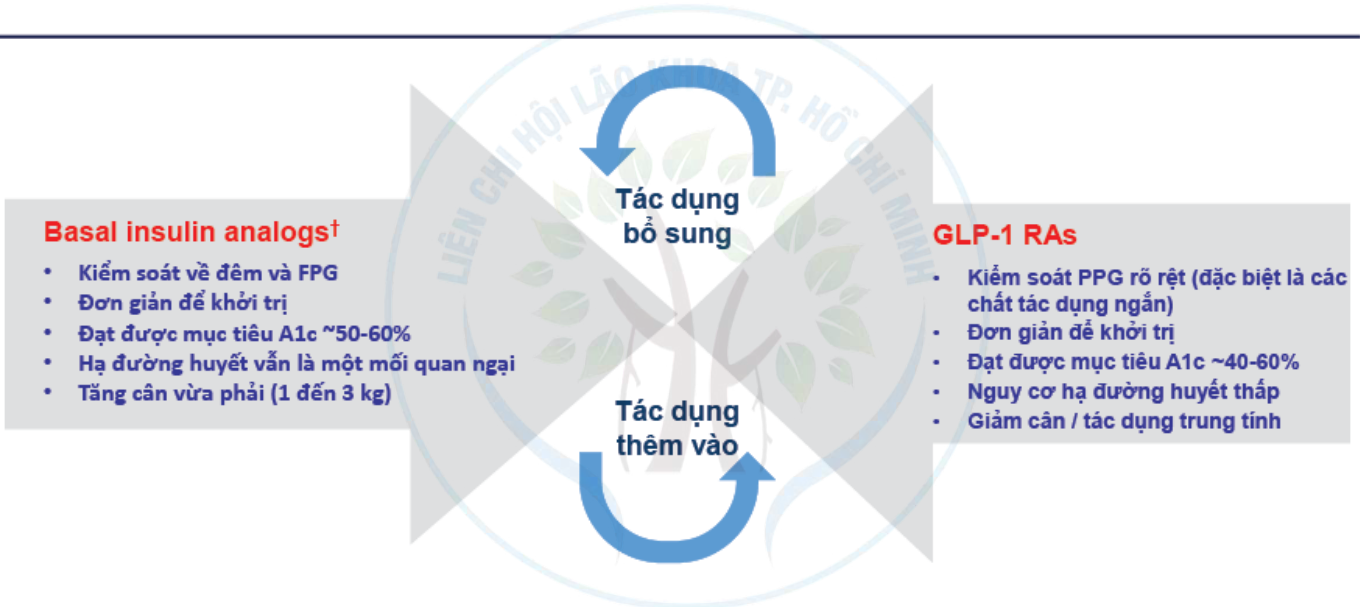 LIÊN CHI HỘI LÃO KHOA TP. HỒ CHÍ MINH
Tác dụng
bổ sung
Basal insulin analogs†
• Kiểm soát về đêm và FPG
• Đơn giản để khởi trị
• Đạt được mục tiêu A1c ~50-60%
• Hạ đường huyết vẫn là một mối quan ngại
• Tăng cân vừa phải (1 đến 3 kg)
GLP-1 RAs
• Kiểm soát PPG rõ rệt (đặc biệt là các
chất tác dụng ngắn)
• Đơn giản để khởi trị
• Đạt được mục tiêu A1c ~40-60%
• Nguy cơ hạ đường huyết thấp
• Giảm cân / tác dụng trung tính
Tác dụng
thêm vào